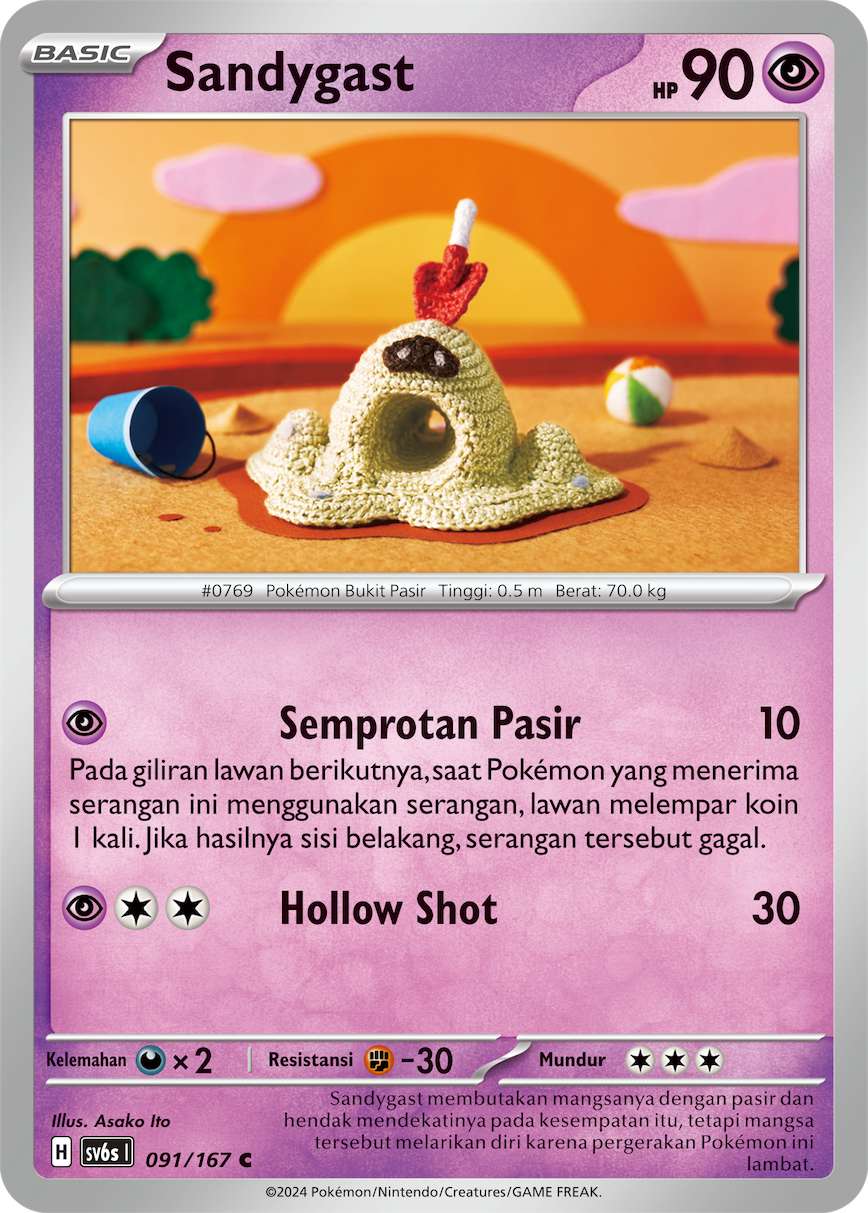 BASIC
Sandygast
HP 90
#0769 Pokémon Bukit Pasir Tinggi: 0.5 m Berat: 70.0 kg
Semprotan Pasir 10
Pada giliran lawan berikutnya, saat Pokémon yang menerima
serangan ini menggunakan serangan, lawan melempar koin
1 kali. Jika hasilnya sisi belakang, serangan tersebut gagal.
Hollow Shot 30
Kelemahan ×2 Resistansi -30 Mundur
Sandygast membutakan mangsanya dengan pasir dan
hendak mendekatinya pada kesempatan itu, tetapi mangsa
tersebut melarikan diri karena pergerakan Pokémon ini
lambat.
Illus. Asako Ito
H SV6s I 091/167 C
©2024 Pokémon/Nintendo/Creatures/GAME FREAK.